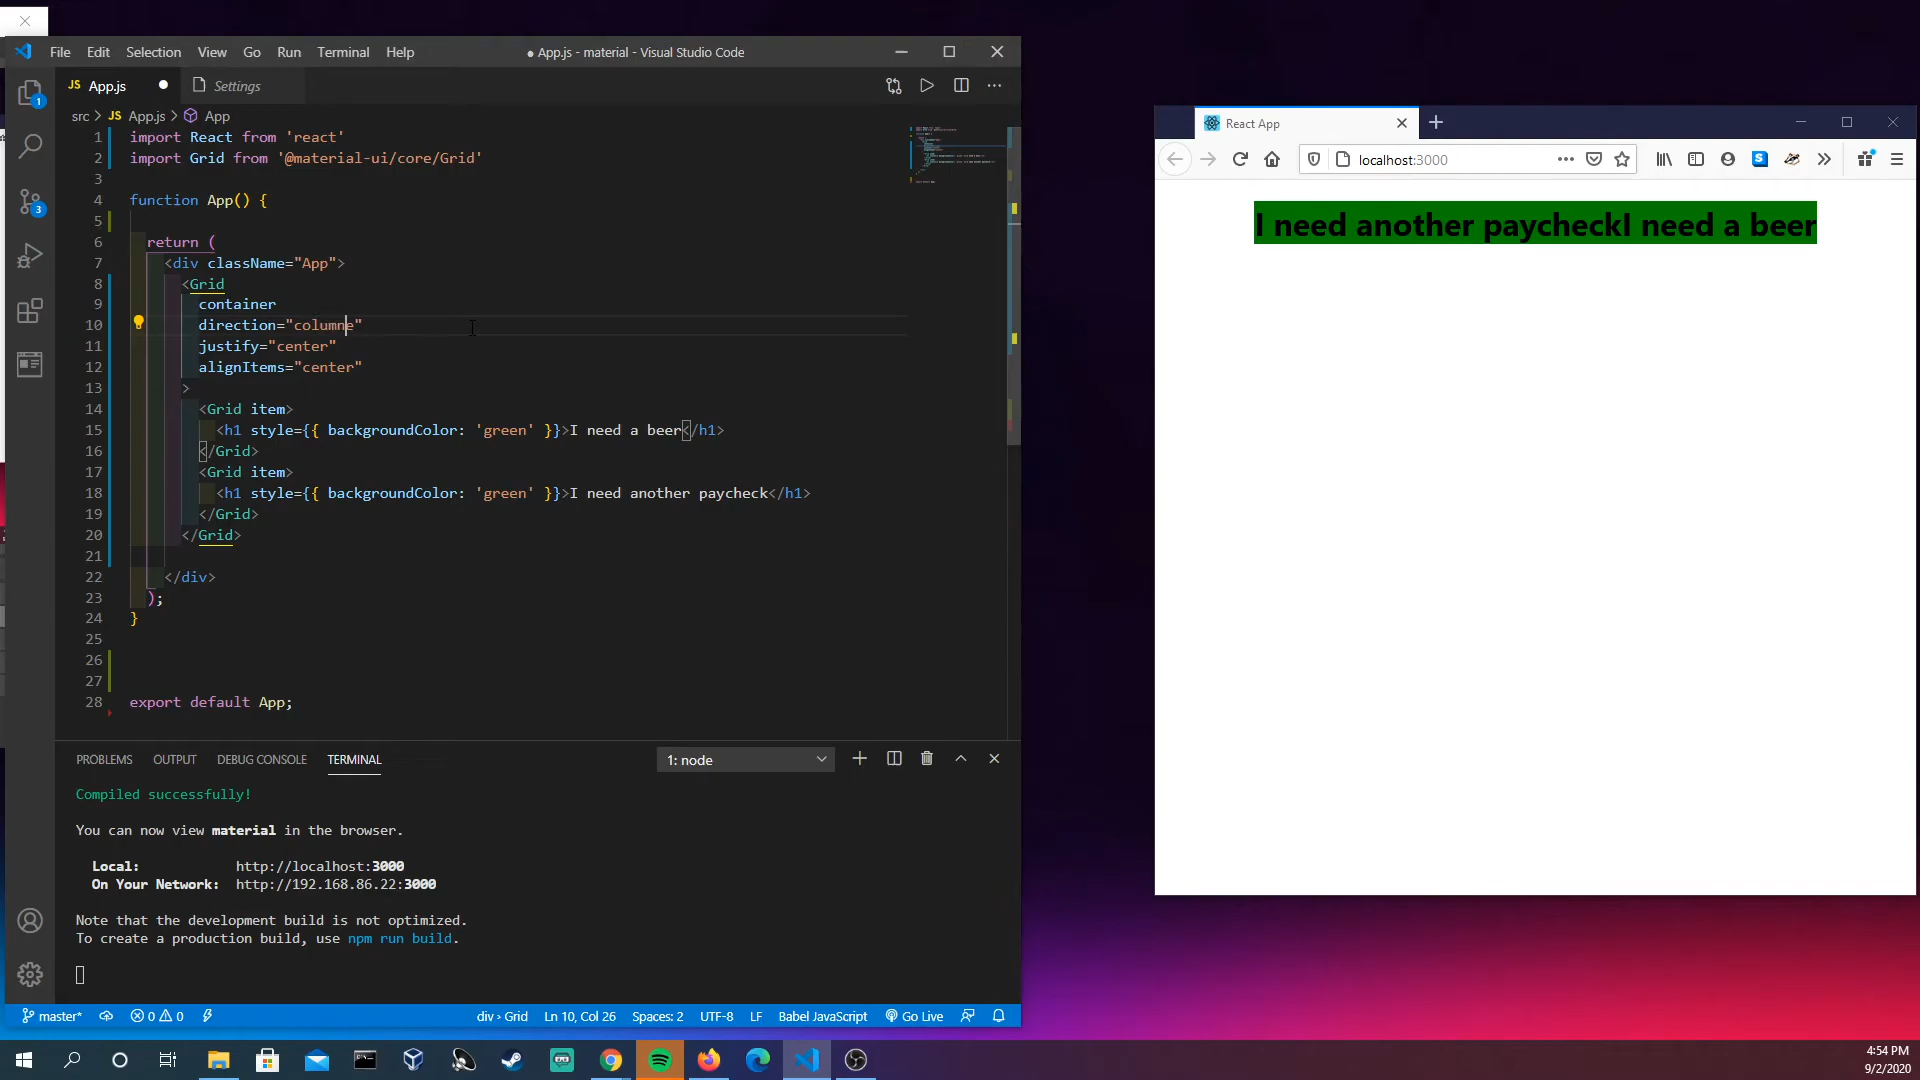 File Edit Selection View Go Run Terminal Help
● App.js - material - Visual Studio Code
JS App.js ●
Settings
src > JS App.js > App
1 import React from 'react'
2 import Grid from '@material-ui/core/Grid'
3
4 function App() {
5
6 return (
7 <div className="App">
8 <Grid
9 container
10 direction="columne"
11 justify="center"
12 alignItems="center"
13 >
14 <Grid item>
15 <h1 style={{ backgroundColor: 'green' }}>I need a beer</h1>
16 </Grid>
17 <Grid item>
18 <h1 style={{ backgroundColor: 'green' }}>I need another paycheck</h1>
19 </Grid>
20 </Grid>
21
22 </div>
23 );
24 }
25
26
27
28 export default App;
1
3
PROBLEMS OUTPUT DEBUG CONSOLE TERMINAL
1: node
Compiled successfully!
You can now view material in the browser.
Local: http://localhost:3000
On Your Network: http://192.168.86.22:3000
Note that the development build is not optimized.
To create a production build, use npm run build.
master* 0 0 div › Grid Ln 10, Col 26 Spaces: 2 UTF-8 LF Babel JavaScript Go Live
React App
localhost:3000
I need another paycheckI need a beer
4:54 PM
9/2/2020